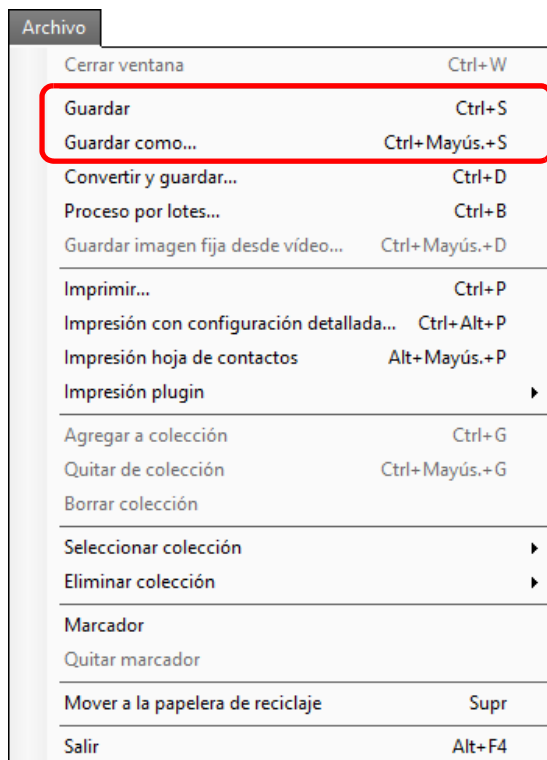 Archivo
Cerrar ventana Ctrl+W
Guardar Ctrl+S
Guardar como... Ctrl+Mayús.+S
Convertir y guardar... Ctrl+D
Proceso por lotes... Ctrl+B
Guardar imagen fija desde vídeo... Ctrl+Mayús.+D
Imprimir... Ctrl+P
Impresión con configuración detallada... Ctrl+Alt+P
Impresión hoja de contactos Alt+Mayús.+P
Impresión plugin
Agregar a colección Ctrl+G
Quitar de colección Ctrl+Mayús.+G
Borrar colección
Seleccionar colección
Eliminar colección
Marcador
Quitar marcador
Mover a la papelera de reciclaje Supr
Salir Alt+F4